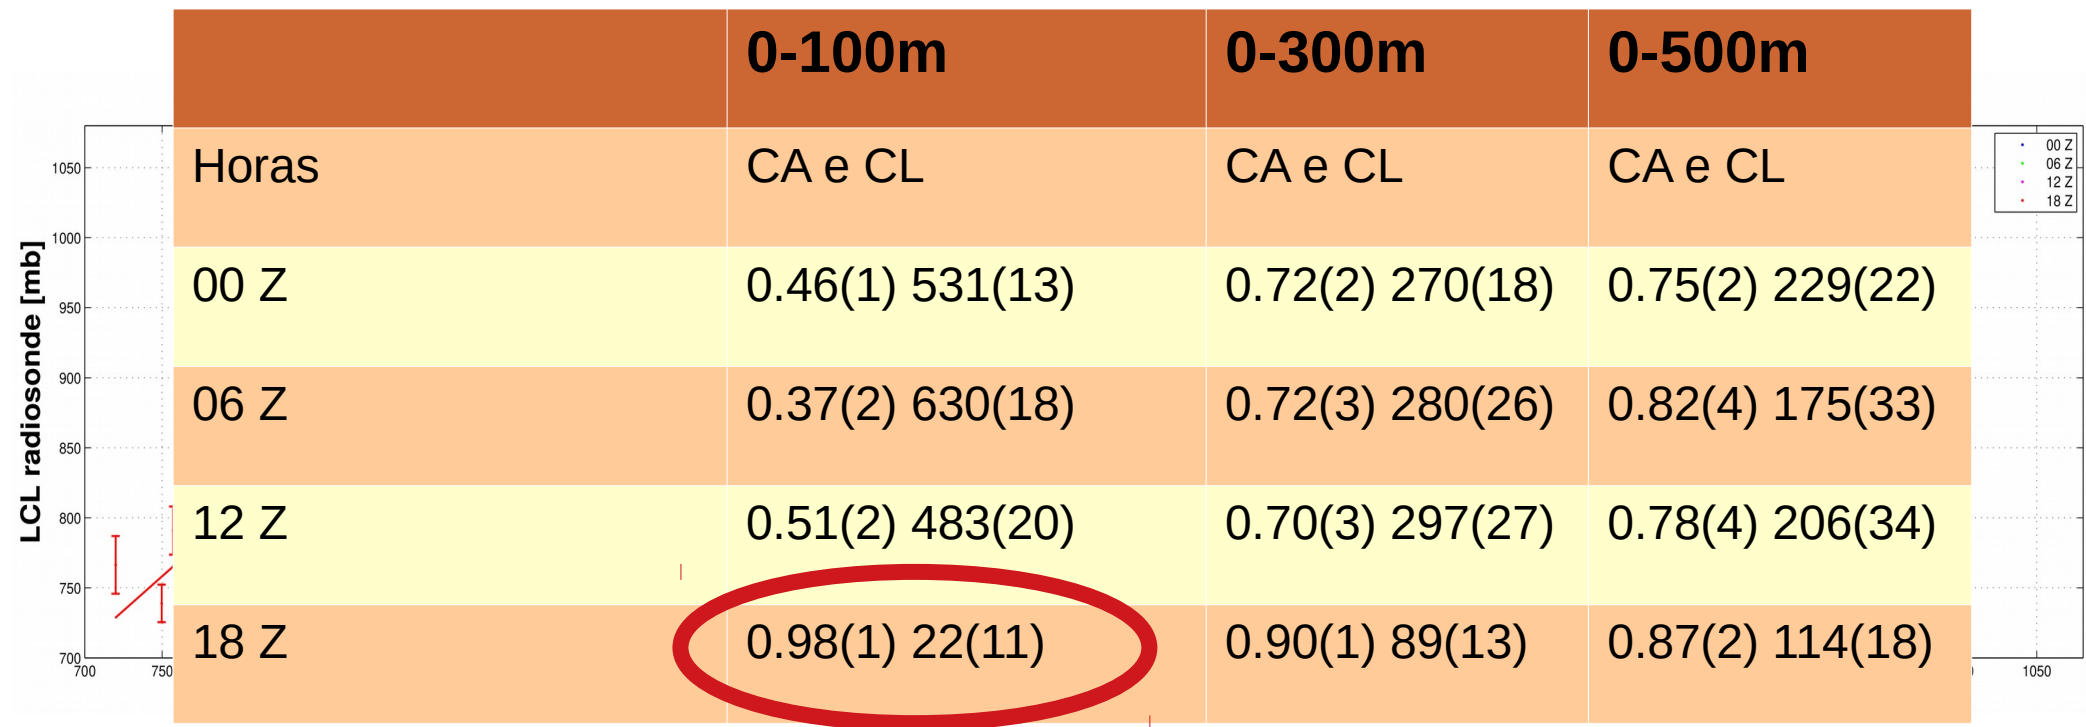 0-100m 0-300m 0-500m
Horas CA e CL CA e CL CA e CL
00 Z 0.46(1) 531(13) 0.72(2) 270(18) 0.75(2) 229(22)
06 Z 0.37(2) 630(18) 0.72(3) 280(26) 0.82(4) 175(33)
12 Z 0.51(2) 483(20) 0.70(3) 297(27) 0.78(4) 206(34)
18 Z 0.98(1) 22(11) 0.90(1) 89(13) 0.87(2) 114(18)
LCL radiosonde [mb]
1050
1000
950
900
850
800
750
700
700 750 1050
00 Z
06 Z
12 Z
18 Z